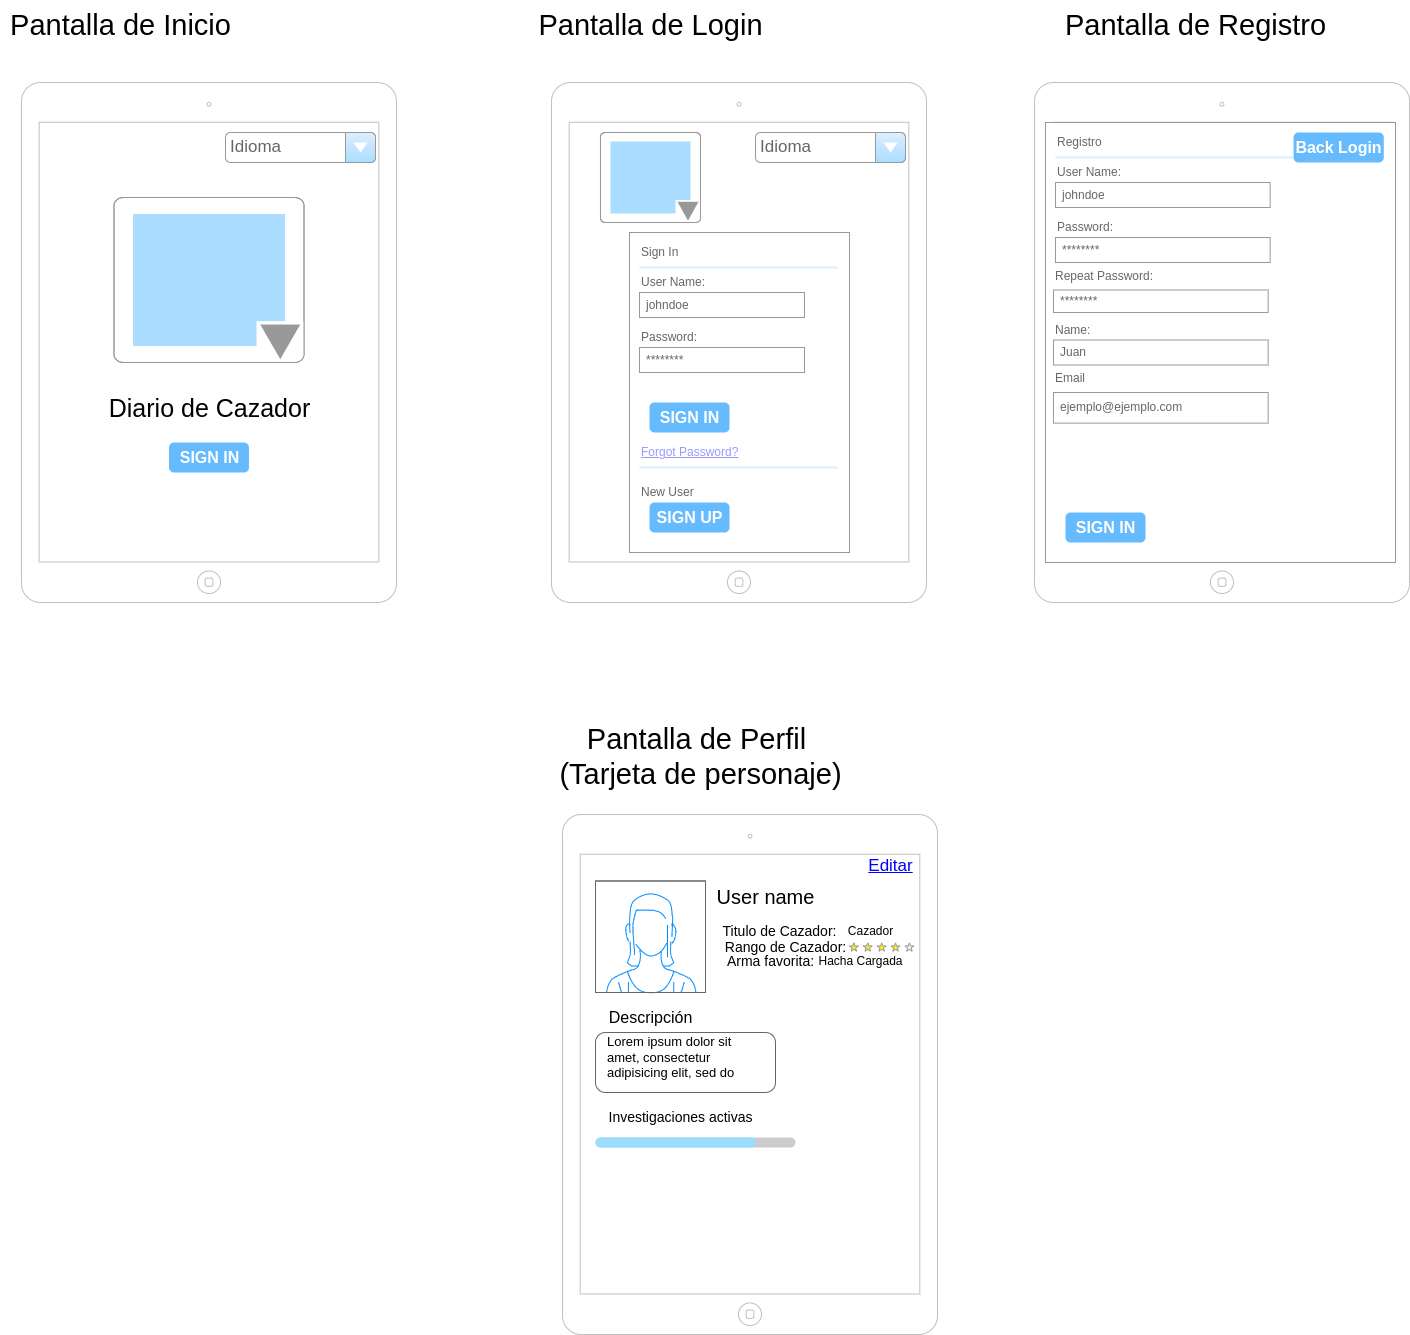 Pantalla de Inicio
Idioma
Diario de Cazador
SIGN IN
Pantalla de Login
Idioma
Sign In
User Name:
johndoe
Password:
********
SIGN IN
Forgot Password?
New User
SIGN UP
Pantalla de Registro
Registro
Back Login
User Name:
johndoe
Password:
********
Repeat Password:
********
Name:
Juan
Email
ejemplo@ejemplo.com
SIGN IN
Pantalla de Perfil
(Tarjeta de personaje)
Editar
User name
Titulo de Cazador: Cazador
Rango de Cazador:
Arma favorita: Hacha Cargada
Descripción
Lorem ipsum dolor sit
amet, consectetur
adipisicing elit, sed do
Investigaciones activas